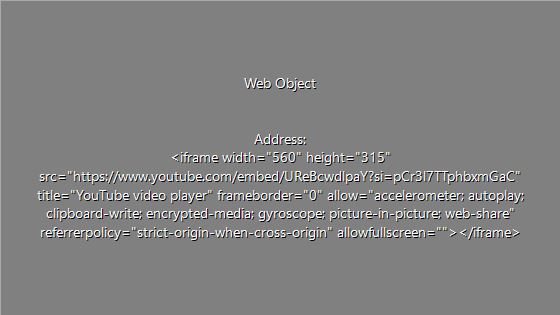 Web Object
Address:
<iframe width="560" height="315"
src="https://www.youtube.com/embed/UReBcwdlpaY?si=pCr3I7TTphbxmGaC"
title="YouTube video player" frameborder="0" allow="accelerometer; autoplay;
clipboard-write; encrypted-media; gyroscope; picture-in-picture; web-share"
referrerpolicy="strict-origin-when-cross-origin" allowfullscreen=""></iframe>